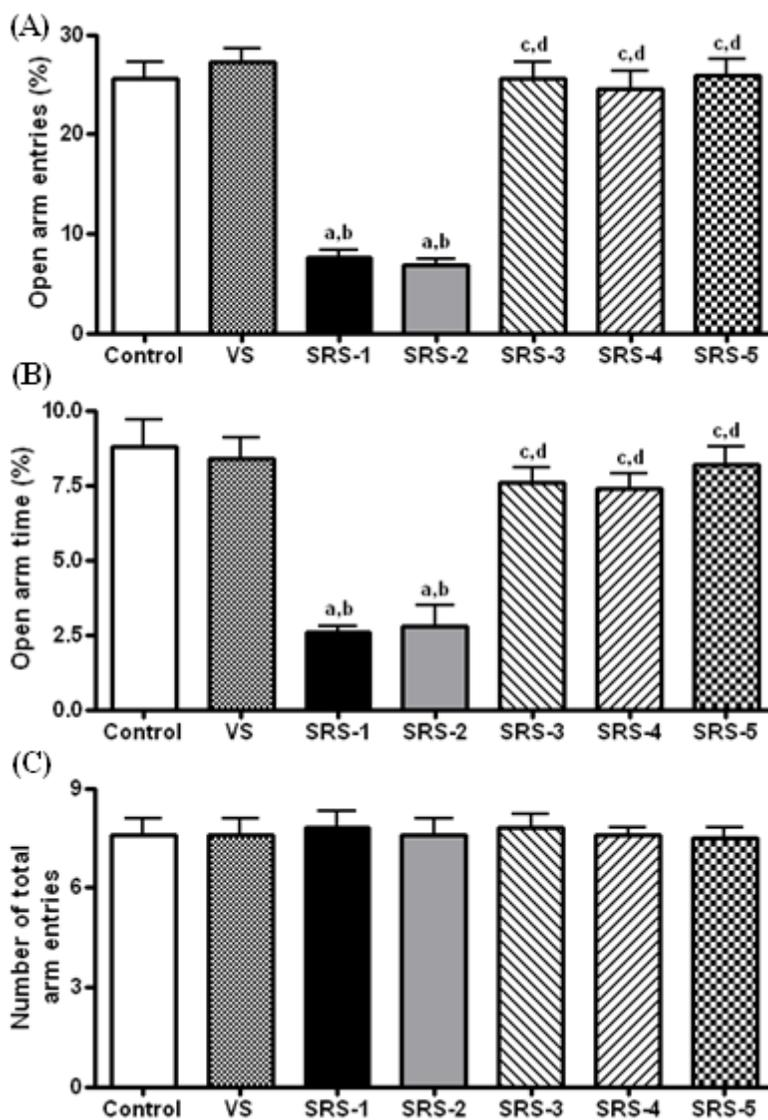 (A)
Open arm entries (%)
30
20
10
0
a,b
a,b
c,d
c,d
c,d
Control VS SRS-1 SRS-2 SRS-3 SRS-4 SRS-5
(B)
Open arm time (%)
10.0
7.5
5.0
2.5
0.0
a,b
a,b
c,d
c,d
c,d
Control VS SRS-1 SRS-2 SRS-3 SRS-4 SRS-5
(C)
Number of total
arm entries
9
6
3
0
Control VS SRS-1 SRS-2 SRS-3 SRS-4 SRS-5